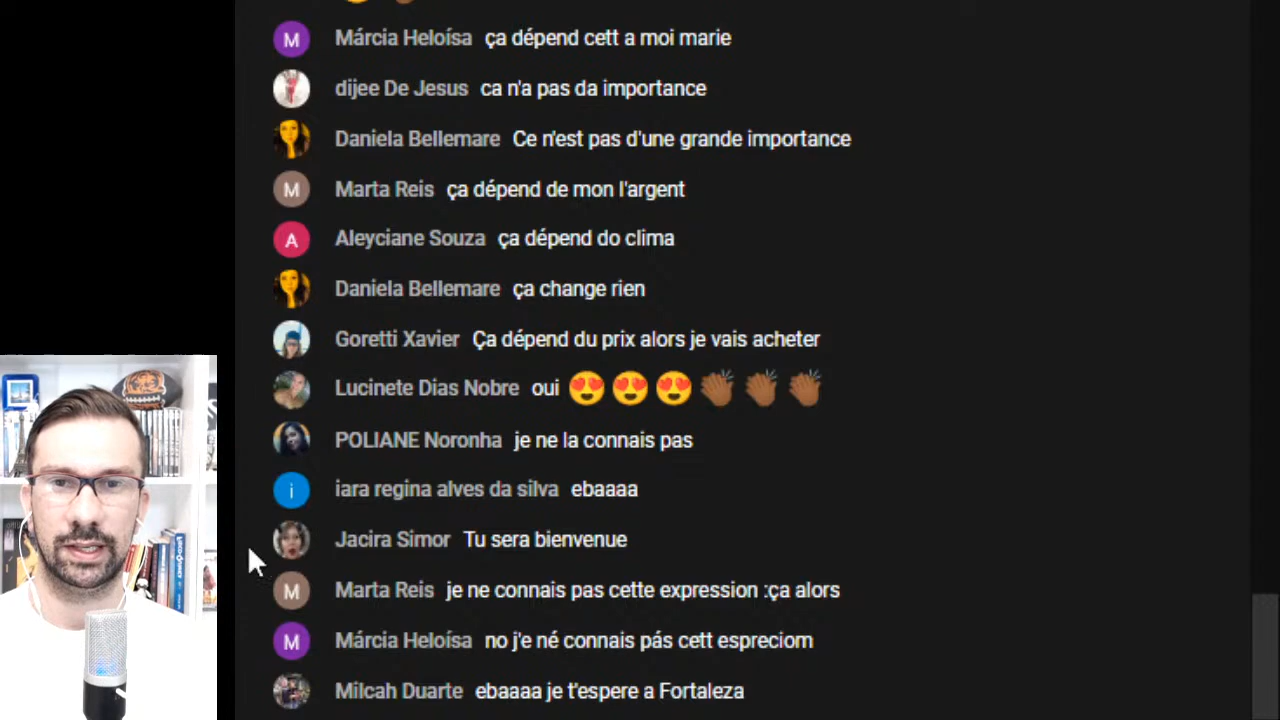 Márcia Heloísa ça dépend cett a moi marie
dijee De Jesus ca n'a pas da importance
Daniela Bellemare Ce n'est pas d'une grande importance
Marta Reis ça dépend de mon l'argent
Aleyciane Souza ça dépend do clima
Daniela Bellemare ça change rien
Goretti Xavier Ça dépend du prix alors je vais acheter
Lucinete Dias Nobre oui 😍😍😍👏🏾👏🏾👏🏾
POLIANE Noronha je ne la connais pas
iara regina alves da silva ebaaaa
Jacira Simor Tu sera bienvenue
Marta Reis je ne connais pas cette expression :ça alors
Márcia Heloísa no j'e né connais pás cett espreciom
Milcah Duarte ebaaaa je t'espere a Fortaleza